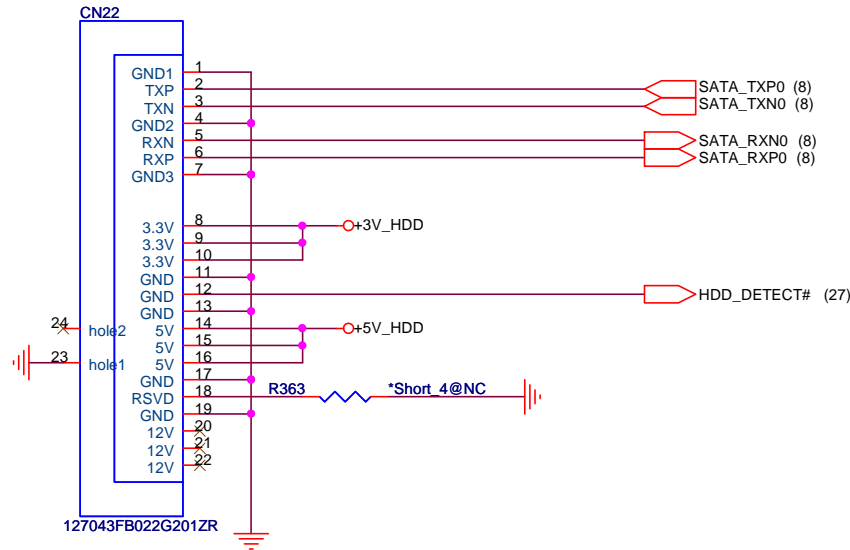 CN22
GND1 1
TXP 2 SATA_TXP0 (8)
TXN 3 SATA_TXN0 (8)
GND2 4
RXN 5 SATA_RXN0 (8)
RXP 6 SATA_RXP0 (8)
GND3 7
3.3V 8 +3V_HDD
3.3V 9
3.3V 10
GND 11
GND 12 HDD_DETECT# (27)
GND 13
24 hole2 5V 14 +5V_HDD
5V 15
23 hole1 5V 16
GND 17
RSVD 18 R363 *Short_4@NC
GND 19
12V 20
12V 21
12V 22
127043FB022G201ZR